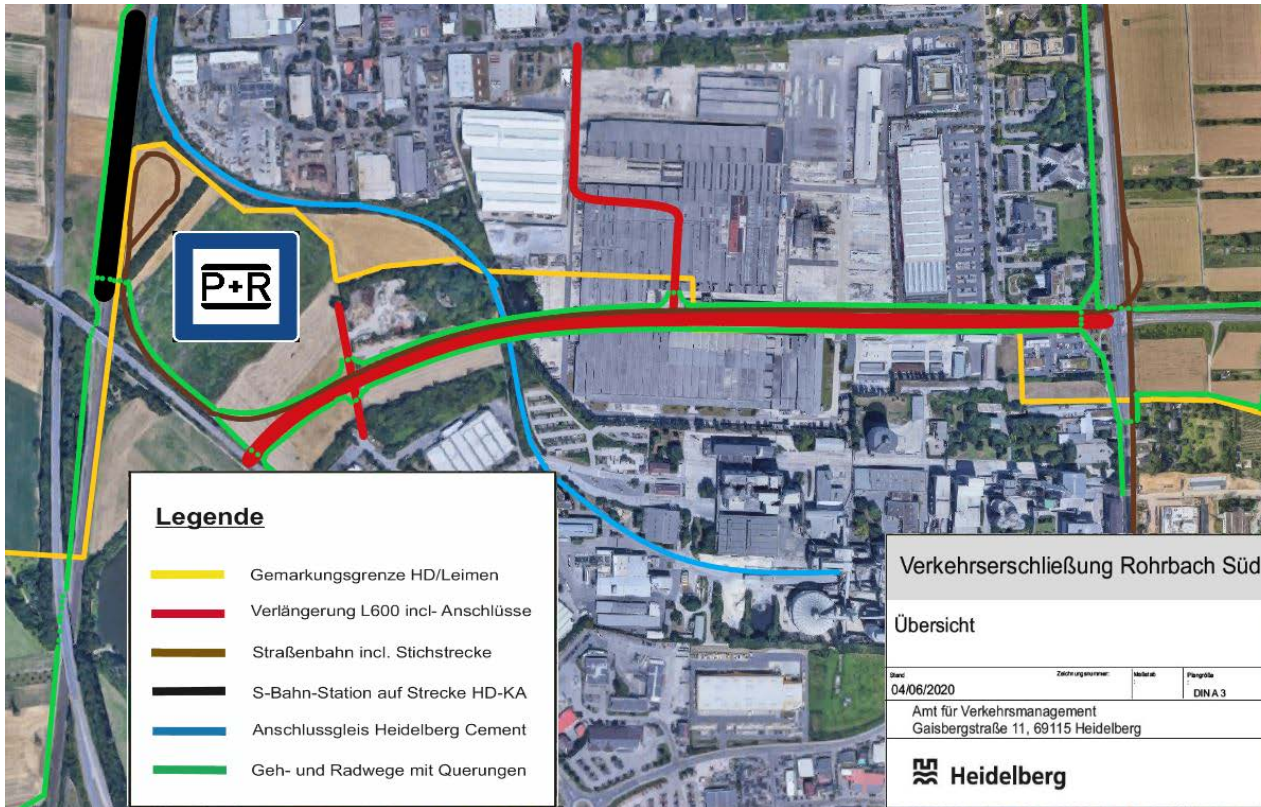 P+R
Legende
Gemarkungsgrenze HD/Leimen
Verlängerung L600 incl- Anschlüsse
Straßenbahn incl. Stichstrecke
S-Bahn-Station auf Strecke HD-KA
Anschlussgleis Heidelberg Cement
Geh- und Radwege mit Querungen
Verkehrserschließung Rohrbach Süd
Übersicht
Stand
Zeichnungsnummer:
Maßstab
:
Plangröße
:
04/06/2020
DIN A 3
Amt für Verkehrsmanagement
Gaisbergstraße 11, 69115 Heidelberg
Heidelberg